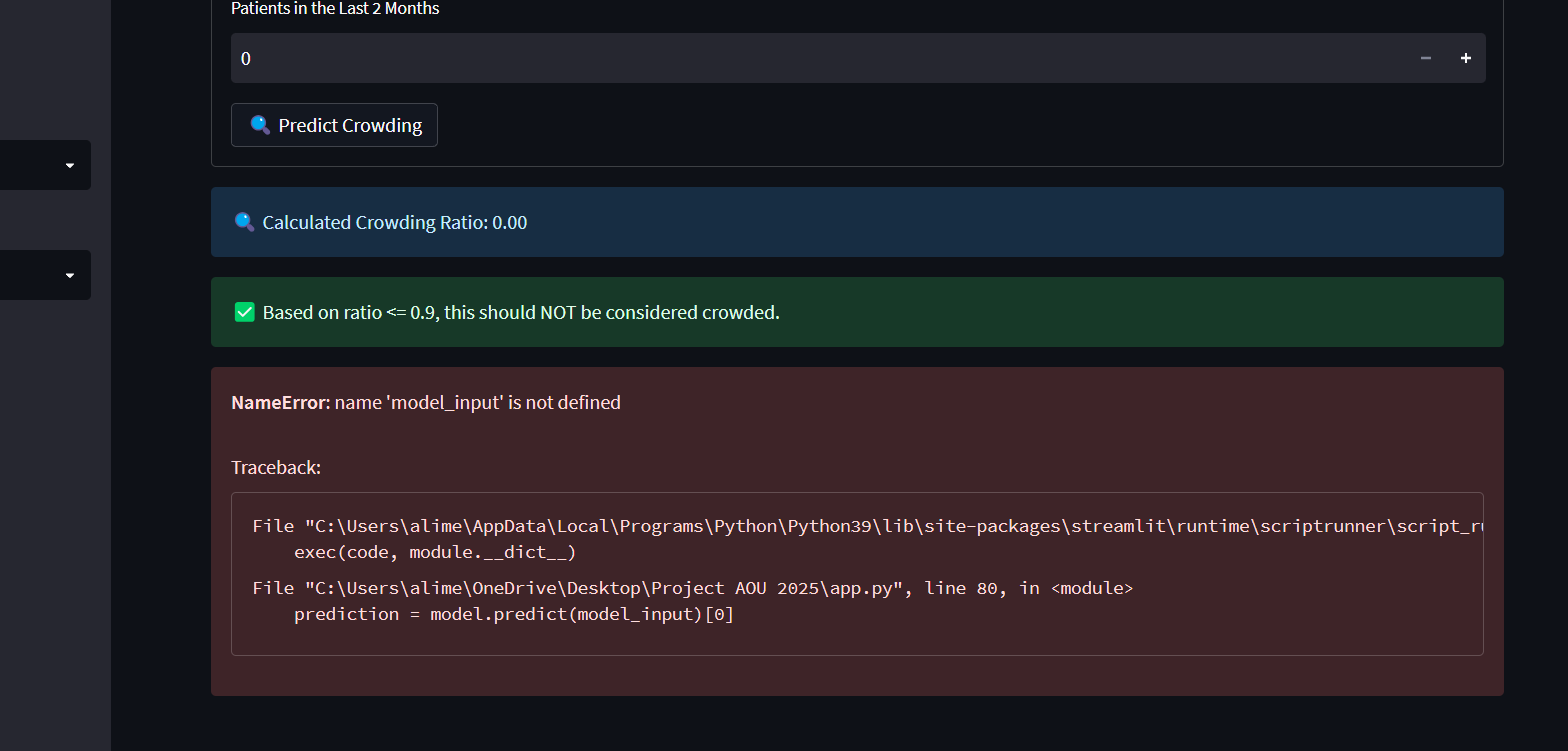 Patients in the Last 2 Months
0
Predict Crowding
Calculated Crowding Ratio: 0.00
Based on ratio <= 0.9, this should NOT be considered crowded.
NameError: name 'model_input' is not defined
Traceback:
File "C:\Users\alime\AppData\Local\Programs\Python\Python39\lib\site-packages\streamlit\runtime\scriptrunner\
exec(code, module.__dict__)
File "C:\Users\alime\OneDrive\Desktop\Project AOU 2025\app.py", line 80, in <module>
prediction = model.predict(model_input)[0]